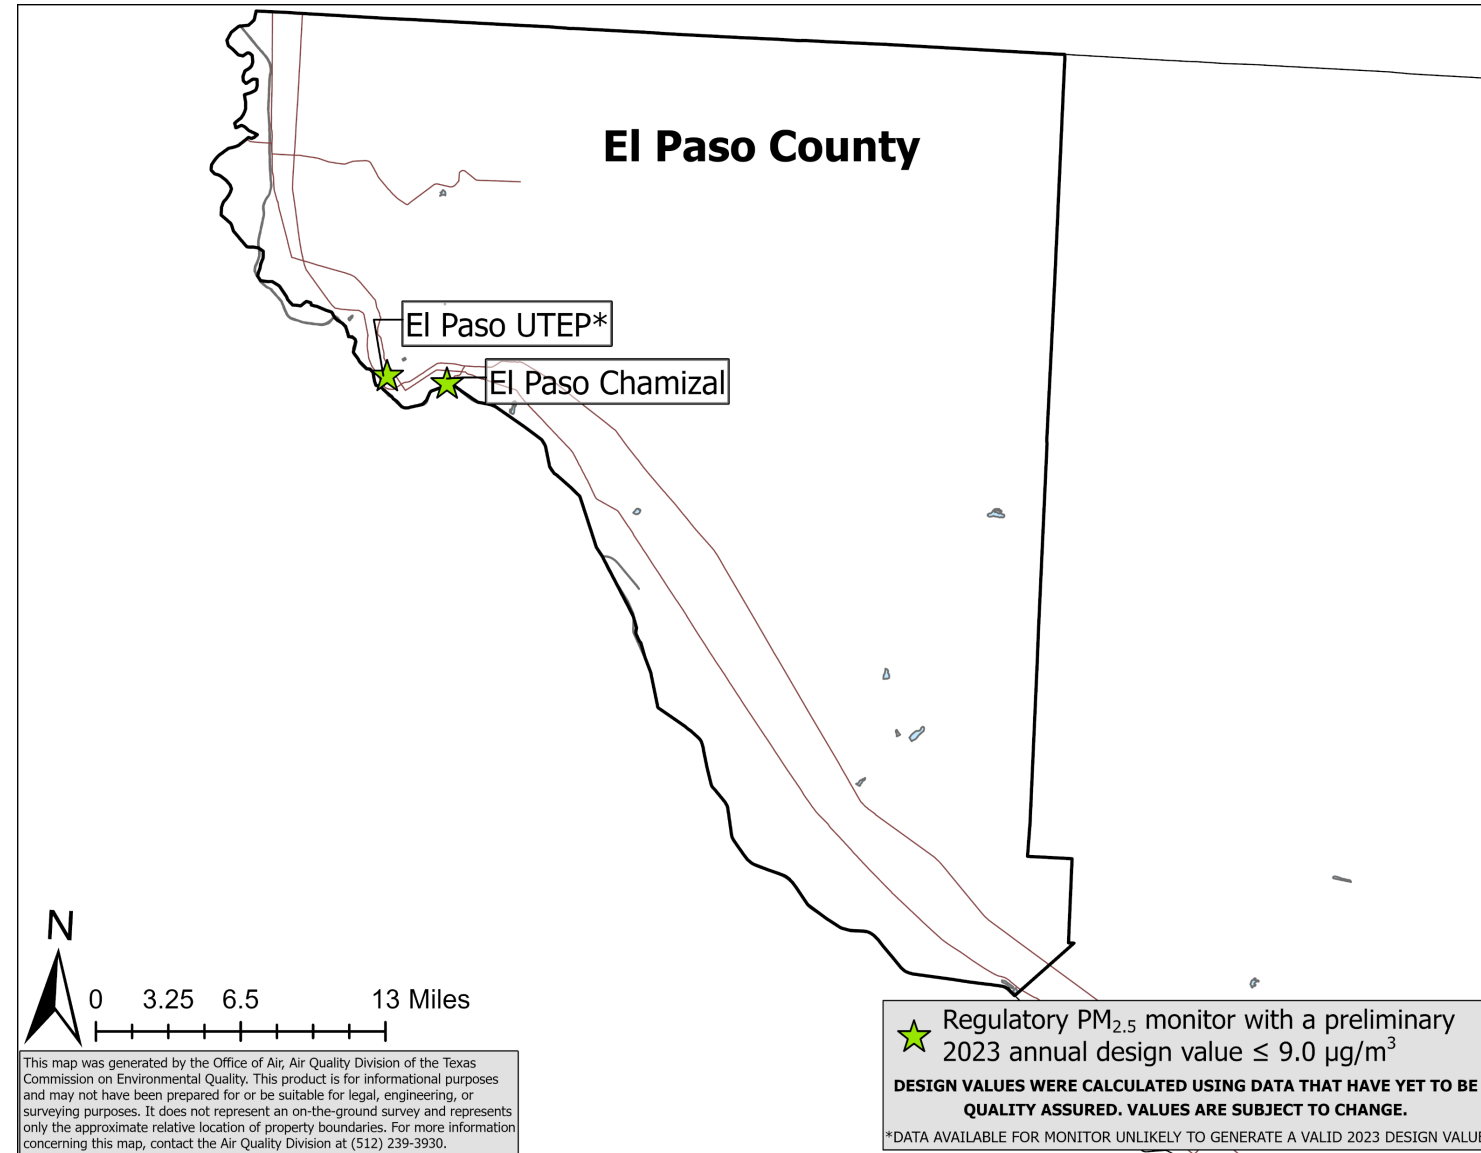 El Paso County
El Paso UTEP*
El Paso Chamizal
N
0 3.25 6.5 13 Miles
This map was generated by the Office of Air, Air Quality Division of the Texas
Commission on Environmental Quality. This product is for informational purposes
and may not have been prepared for or be suitable for legal, engineering, or
surveying purposes. It does not represent an on-the-ground survey and represents
only the approximate relative location of property boundaries. For more information
concerning this map, contact the Air Quality Division at (512) 239-3930.
Regulatory PM₂.₅ monitor with a preliminary
2023 annual design value ≤ 9.0 µg/m³
DESIGN VALUES WERE CALCULATED USING DATA THAT HAVE YET TO BE
QUALITY ASSURED. VALUES ARE SUBJECT TO CHANGE.
*DATA AVAILABLE FOR MONITOR UNLIKELY TO GENERATE A VALID 2023 DESIGN VALUE